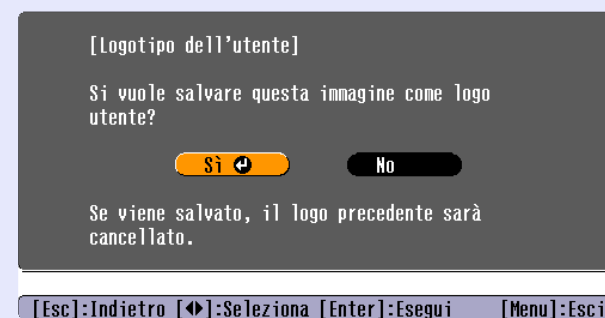 [Logotipo dell'utente]
Si vuole salvare questa immagine come logo
utente?
Sì No
Se viene salvato, il logo precedente sarà
cancellato.
[Esc]:Indietro [◆]:Seleziona [Enter]:Esegui [Menu]:Esci